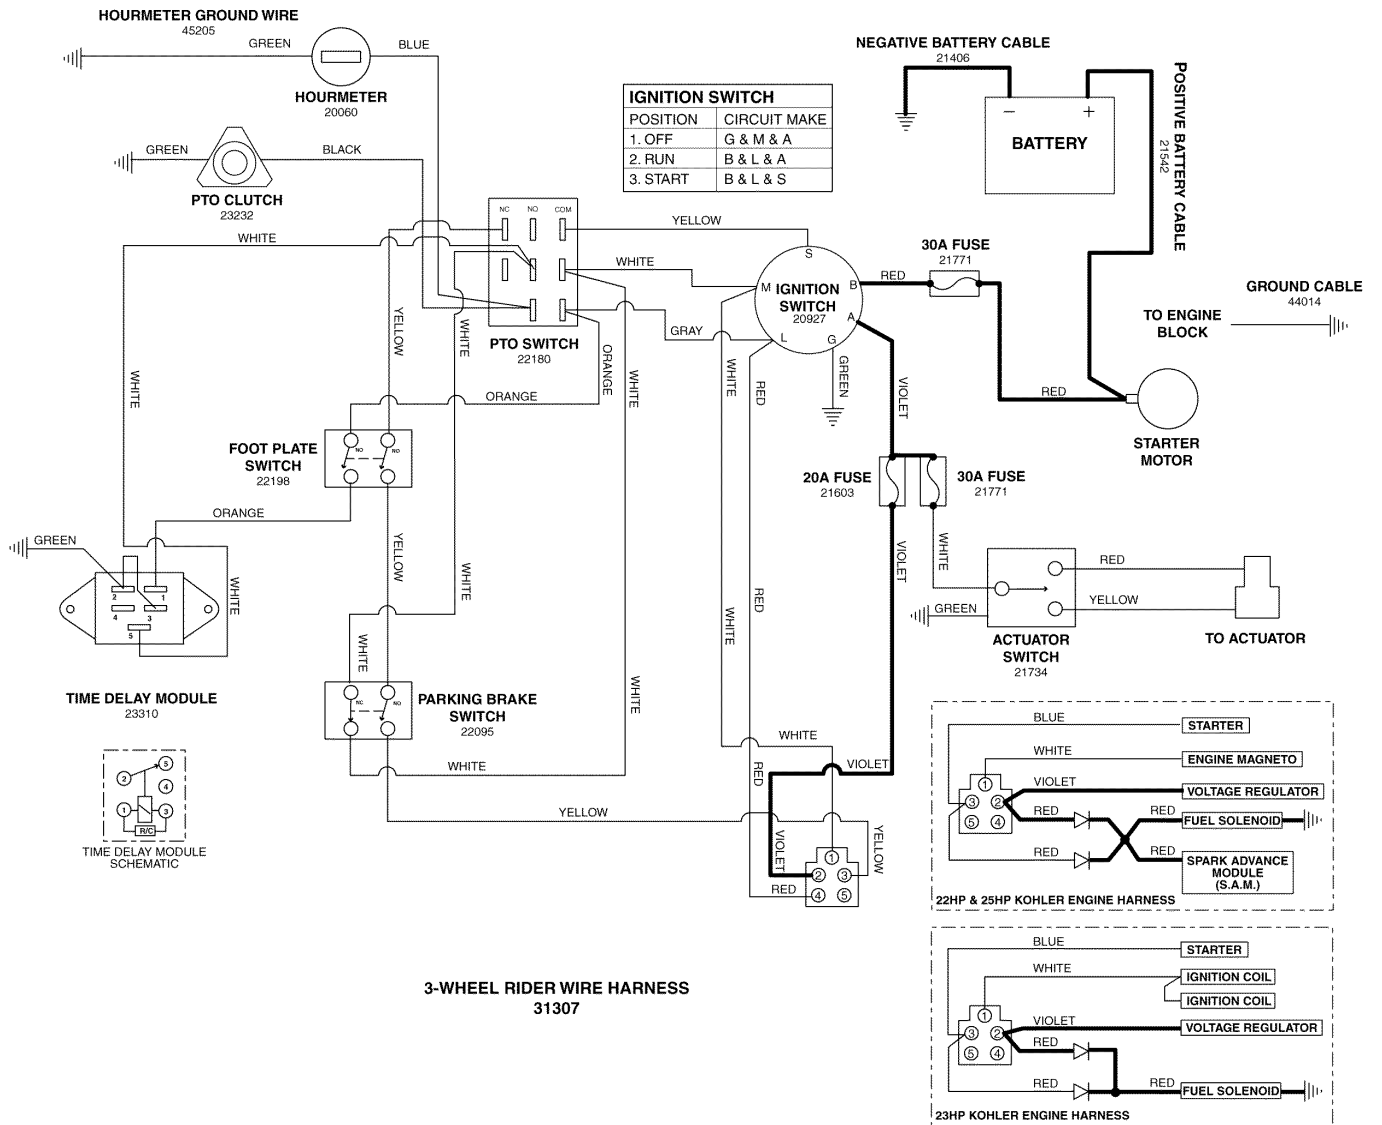 HOURMETER GROUND WIRE
45205
GREEN
BLUE
HOURMETER
20060
GREEN
BLACK
PTO CLUTCH
23232
IGNITION SWITCH
POSITION CIRCUIT MAKE
1. OFF G & M & A
2. RUN B & L & A
3. START B & L & S
NEGATIVE BATTERY CABLE
21406
BATTERY
− +
POSITIVE BATTERY CABLE
21542
NC NO COM
PTO SWITCH
22180
WHITE
YELLOW
WHITE
GRAY
S
M
B
A
L
G
IGNITION
SWITCH
20927
RED
30A FUSE
21771
GROUND CABLE
44014
TO ENGINE
BLOCK
RED
STARTER
MOTOR
GREEN
VIOLET
YELLOW
WHITE
ORANGE
ORANGE
WHITE
WHITE
RED
WHITE
FOOT PLATE
SWITCH
22198
NO
NO
20A FUSE
21603
30A FUSE
21771
ORANGE
GREEN
YELLOW
WHITE
WHITE
VIOLET
WHITE
RED
WHITE
2
1
4
3
5
TIME DELAY MODULE
23310
GREEN
RED
YELLOW
ACTUATOR
SWITCH
21734
TO ACTUATOR
WHITE
WHITE
NC
NO
PARKING BRAKE
SWITCH
22095
WHITE
YELLOW
WHITE
RED
VIOLET
VIOLET
YELLOW
RED
1
2
3
4
5
5
2
4
1
3
R/C
TIME DELAY MODULE
SCHEMATIC
BLUE
STARTER
WHITE
ENGINE MAGNETO
VIOLET
VOLTAGE REGULATOR
RED
RED
FUEL SOLENOID
RED
RED
SPARK ADVANCE
MODULE
(S.A.M.)
1
3
2
5
4
22HP & 25HP KOHLER ENGINE HARNESS
BLUE
STARTER
WHITE
IGNITION COIL
IGNITION COIL
VIOLET
VOLTAGE REGULATOR
RED
RED
RED
FUEL SOLENOID
1
3
2
5
4
23HP KOHLER ENGINE HARNESS
3-WHEEL RIDER WIRE HARNESS
31307